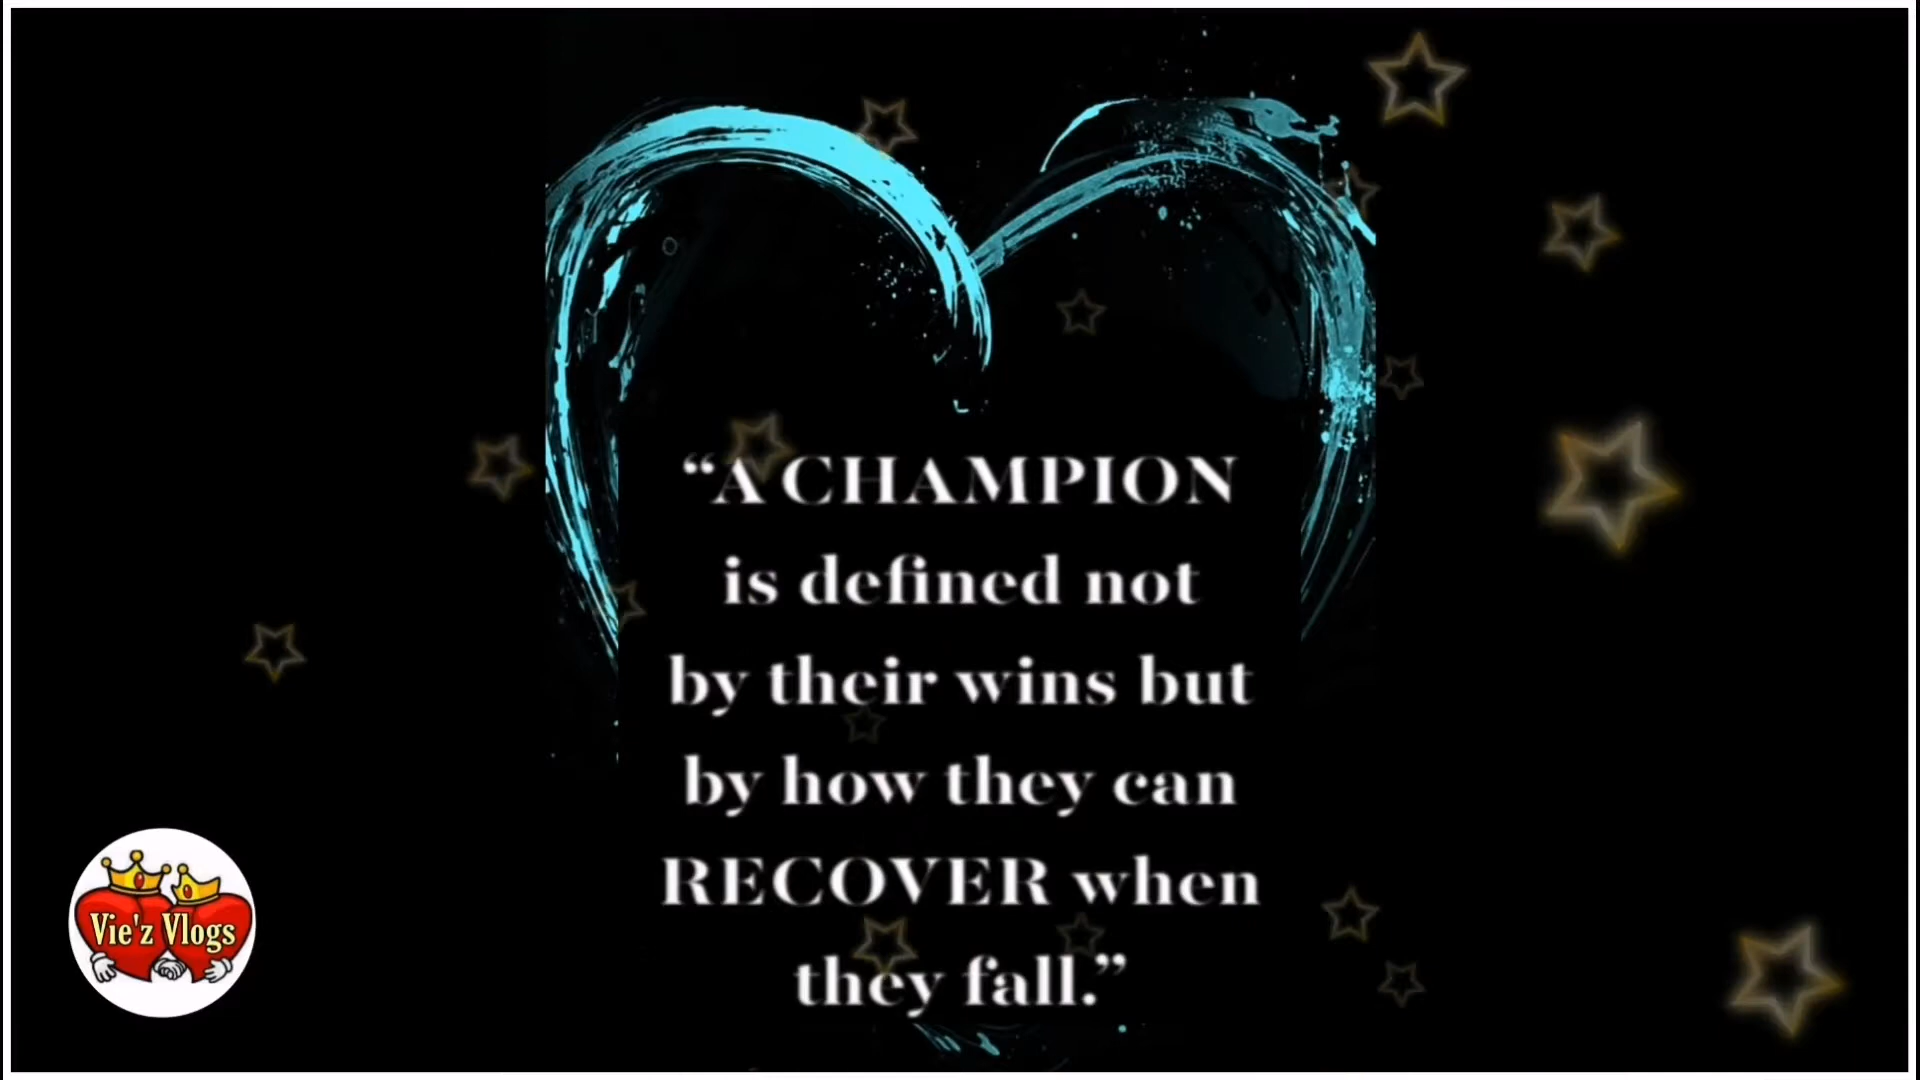 “A CHAMPION
is defined not
by their wins but
by how they can
RECOVER when
they fall.”
Vie'z Vlogs